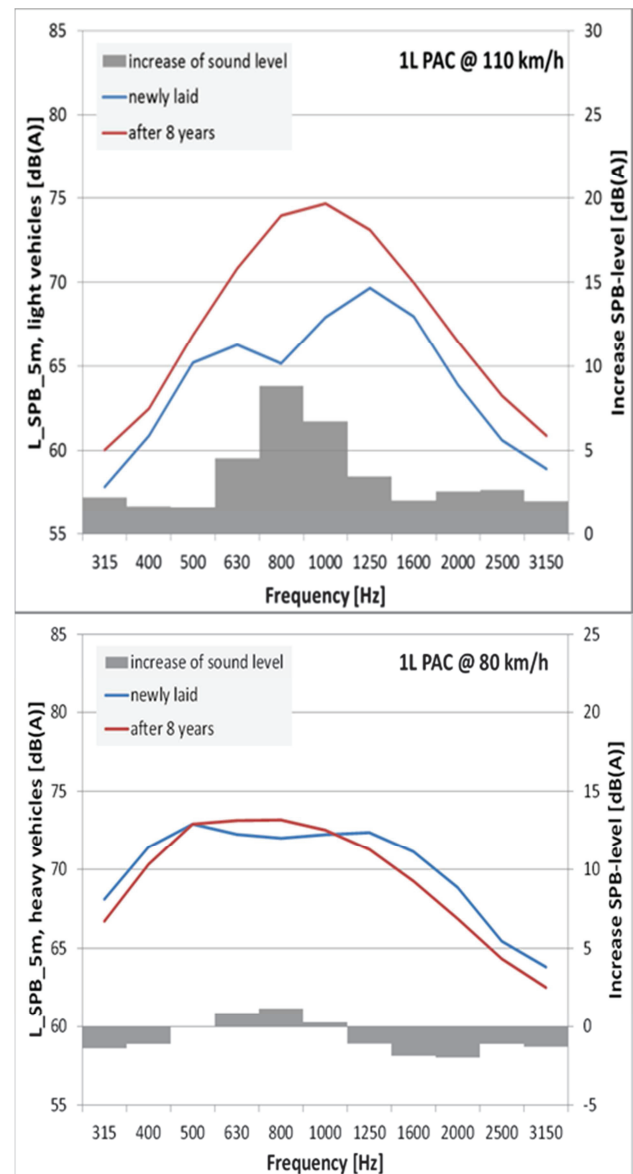 85
80
75
70
65
60
55
L_SPB_5m, light vehicles [dB(A)]
increase of sound level
newly laid
after 8 years
1L PAC @ 110 km/h
30
25
20
15
10
5
0
Increase SPB-level [dB(A)]
315 400 500 630 800 1000 1250 1600 2000 2500 3150
Frequency [Hz]
85
80
75
70
65
60
55
L_SPB_5m, heavy vehicles [dB(A)]
increase of sound level
newly laid
after 8 years
1L PAC @ 80 km/h
25
20
15
10
5
0
-5
Increase SPB-level [dB(A)]
315 400 500 630 800 1000 1250 1600 2000 2500 3150
Frequency [Hz]